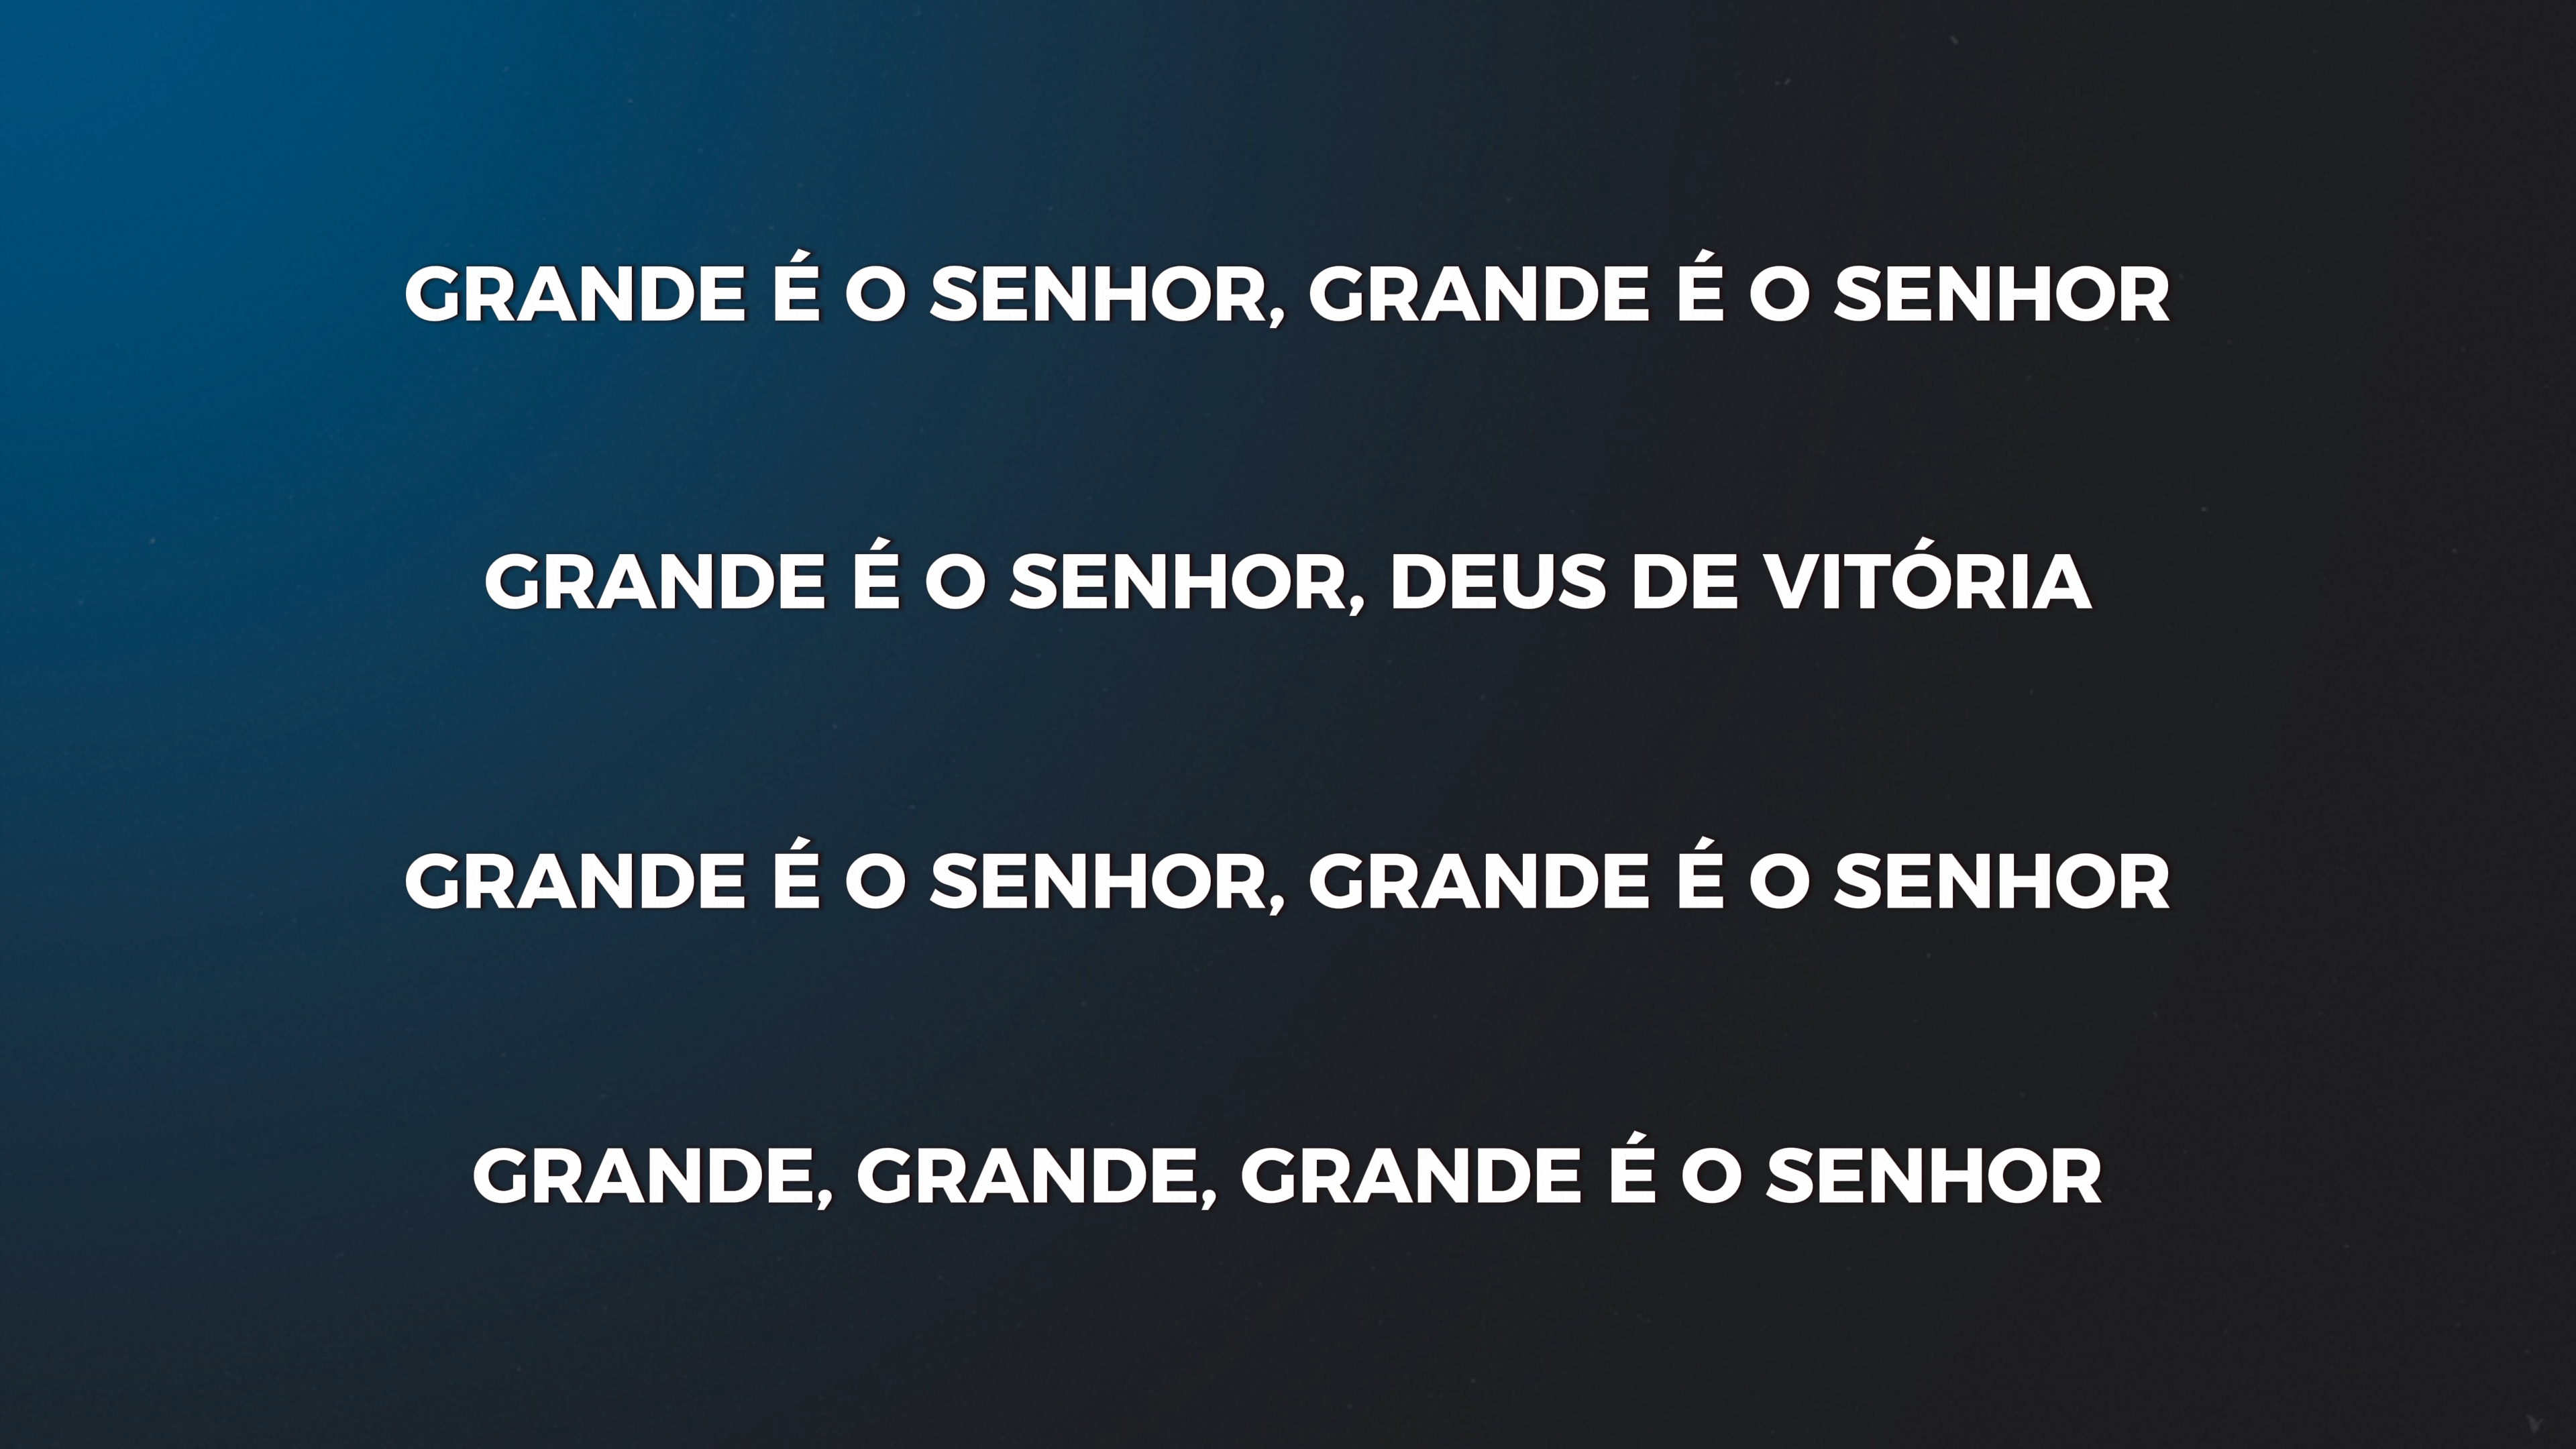 GRANDE É O SENHOR, GRANDE É O SENHOR
GRANDE É O SENHOR, DEUS DE VITÓRIA
GRANDE É O SENHOR, GRANDE É O SENHOR
GRANDE, GRANDE, GRANDE É O SENHOR